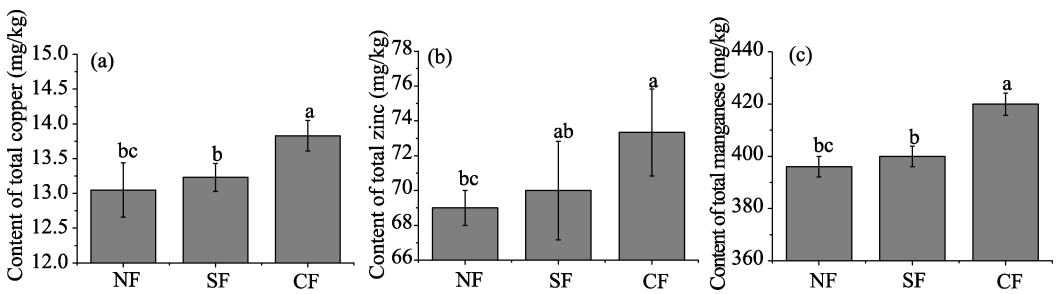 (a)
Content of total copper (mg/kg)
15.0
14.5
14.0
13.5
13.0
12.5
12.0
bc
b
a
NF
SF
CF
(b)
Content of total zinc (mg/kg)
78
76
74
72
70
68
66
bc
ab
a
NF
SF
CF
(c)
Content of total manganese (mg/kg)
440
420
400
380
360
bc
b
a
NF
SF
CF